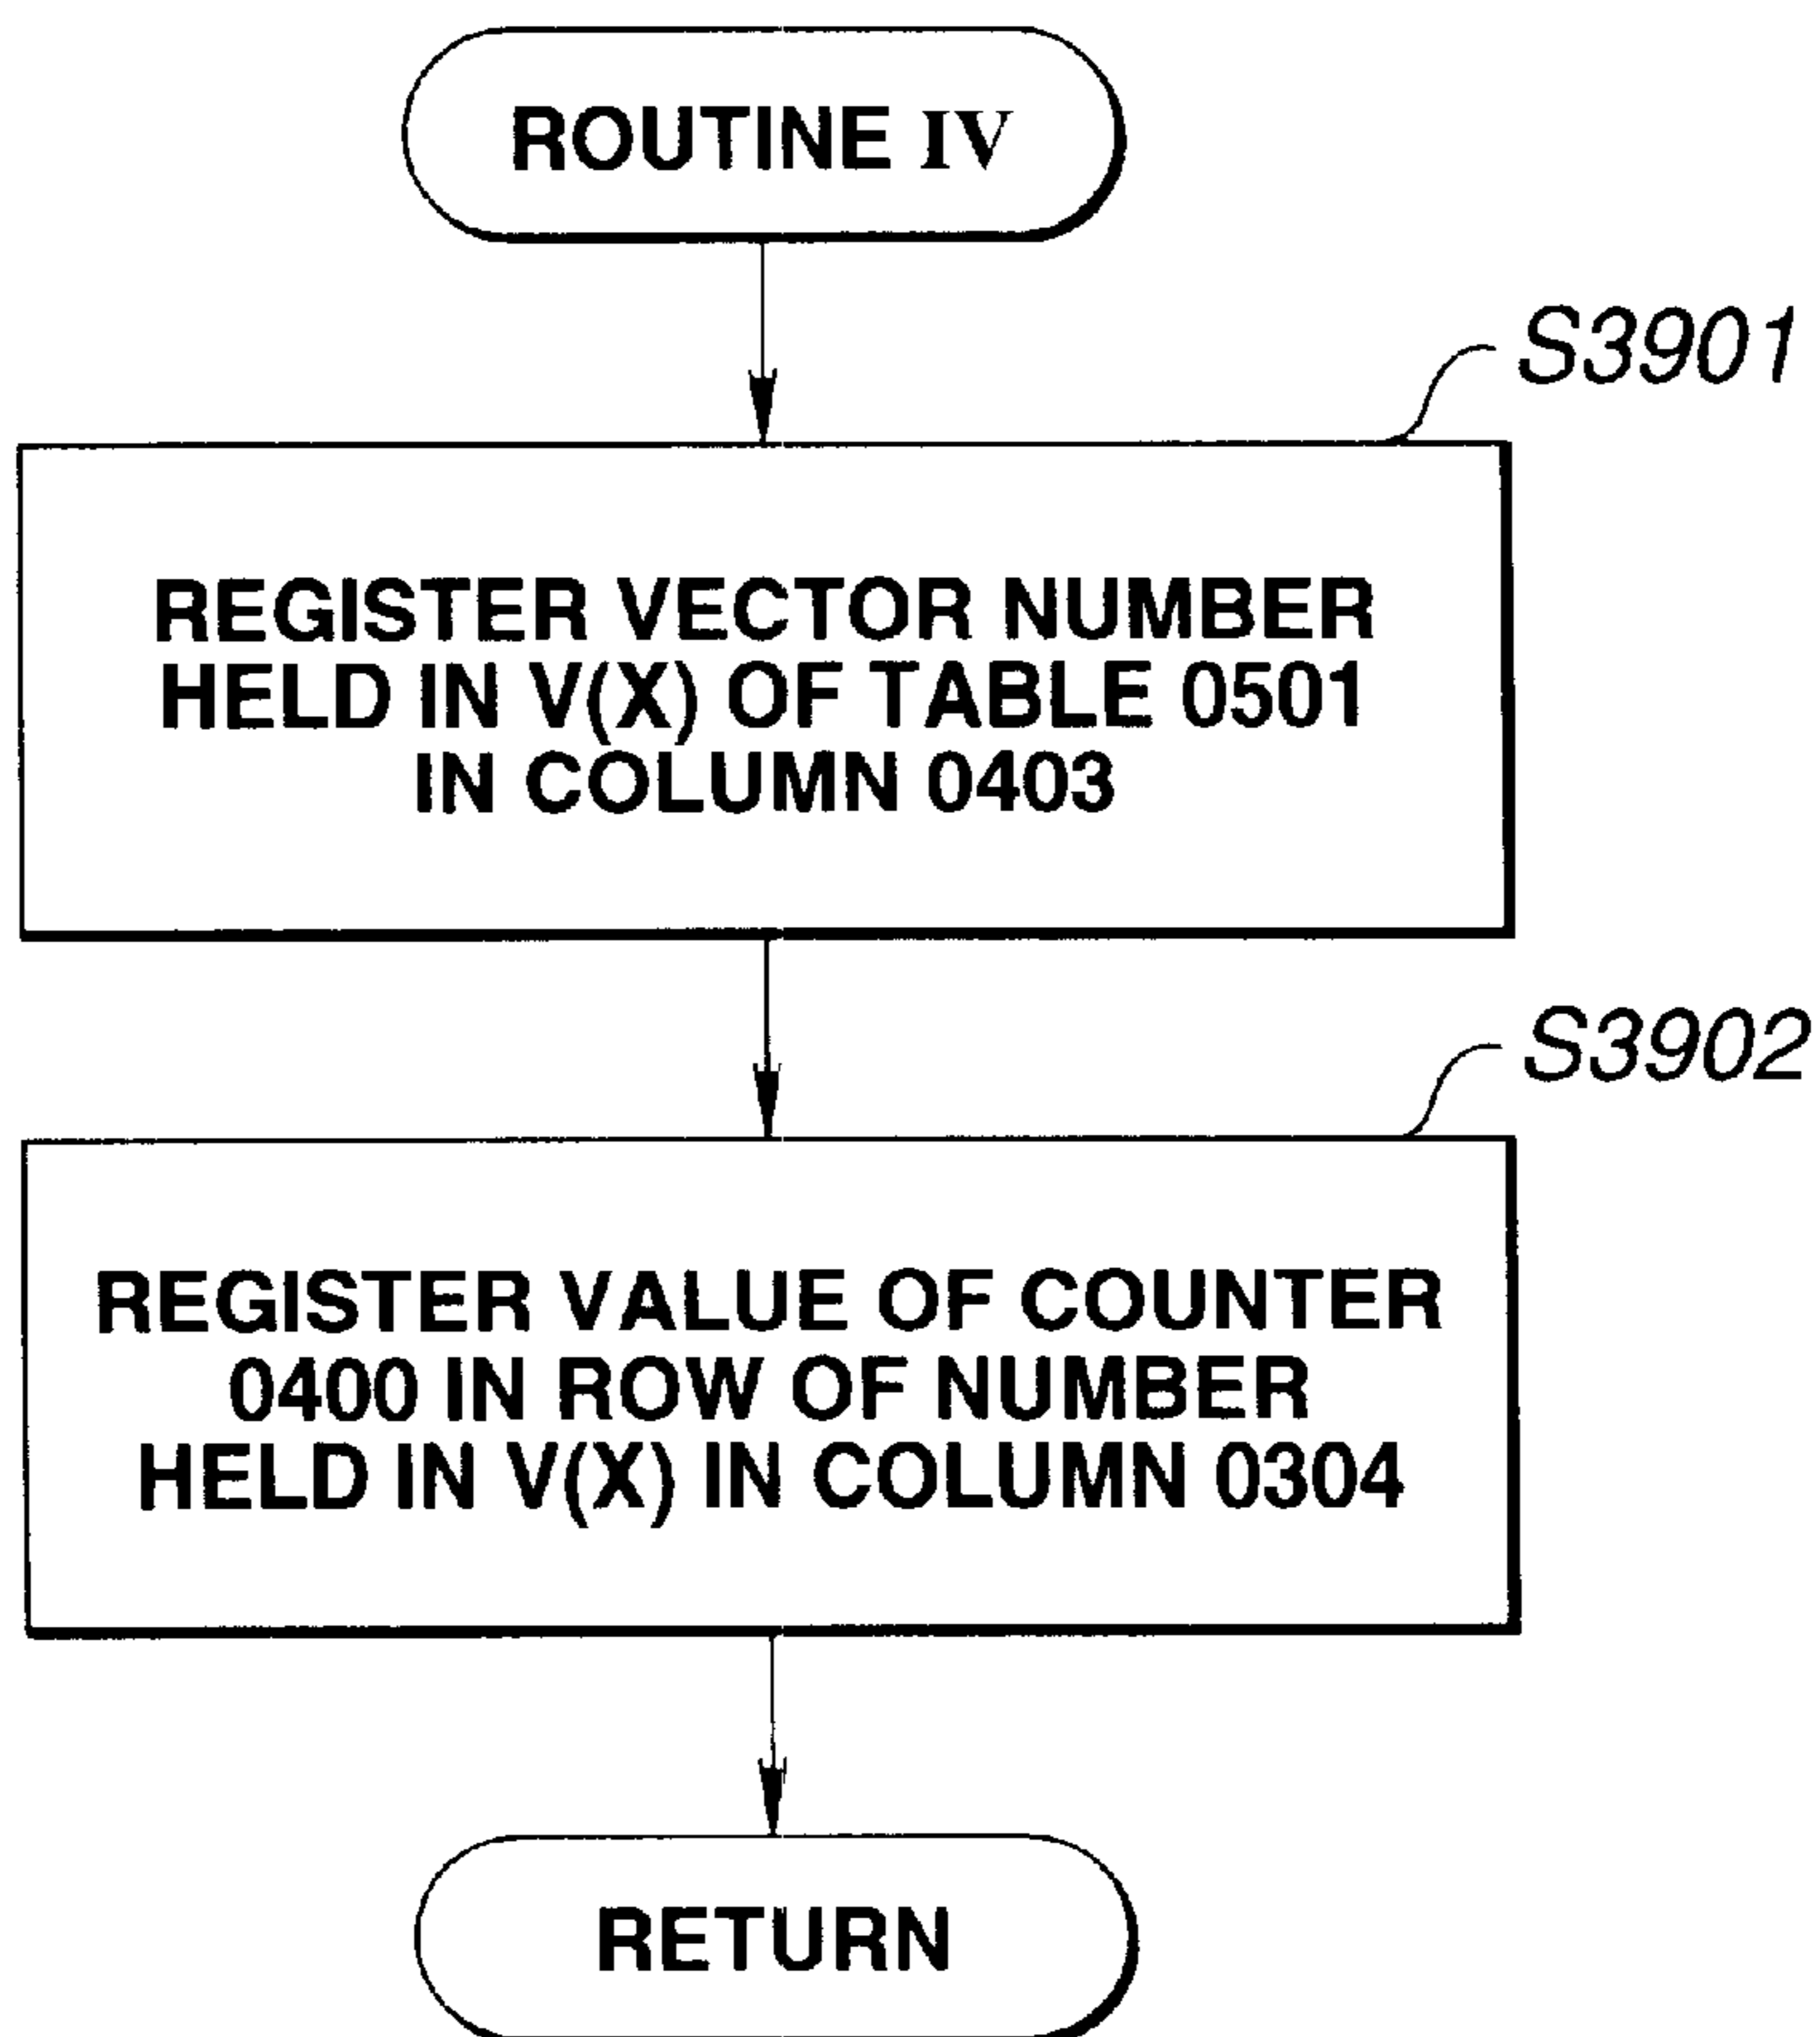 ROUTINE IV
S3901
REGISTER VECTOR NUMBER
HELD IN V(X) OF TABLE 0501
IN COLUMN 0403
S3902
REGISTER VALUE OF COUNTER
0400 IN ROW OF NUMBER
HELD IN V(X) IN COLUMN 0304
RETURN